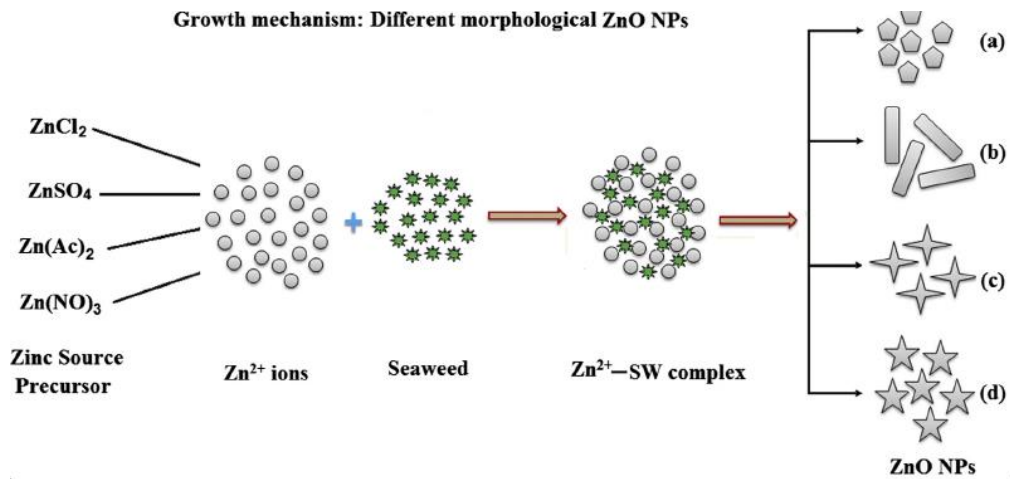 Growth mechanism: Different morphological ZnO NPs
ZnCl₂
ZnSO₄
Zn(Ac)₂
Zn(NO)₃
Zinc Source
Precursor
Zn²⁺ ions
+
Seaweed
Zn²⁺—SW complex
(a)
(b)
(c)
(d)
ZnO NPs